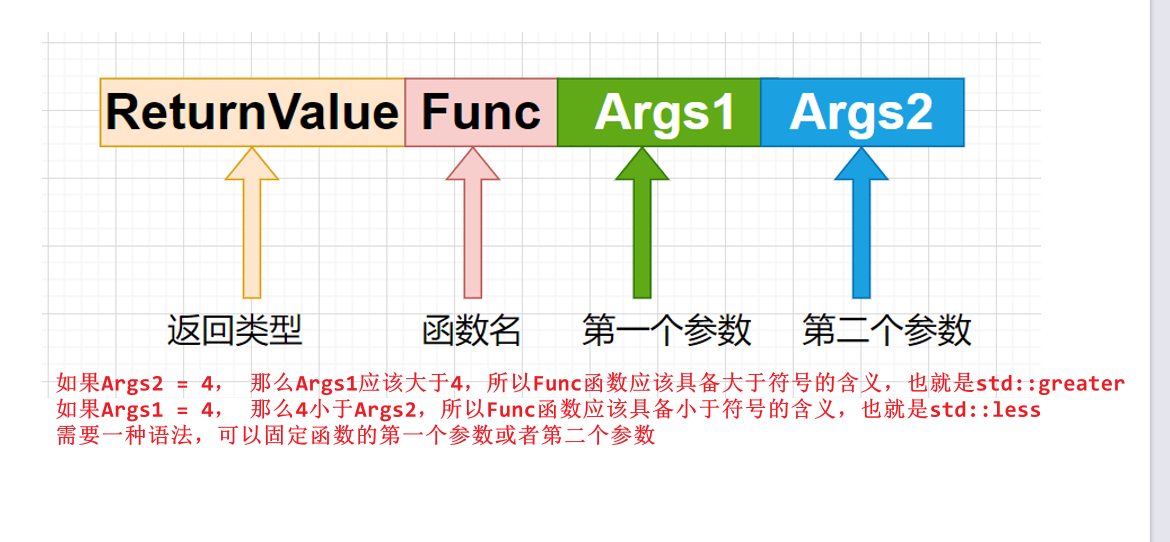 ReturnValue Func Args1 Args2
返回类型 函数名 第一个参数 第二个参数
如果Args2 = 4， 那么Args1应该大于4，所以Func函数应该具备大于符号的含义，也就是std::greater
如果Args1 = 4， 那么4小于Args2，所以Func函数应该具备小于符号的含义，也就是std::less
需要一种语法，可以固定函数的第一个参数或者第二个参数